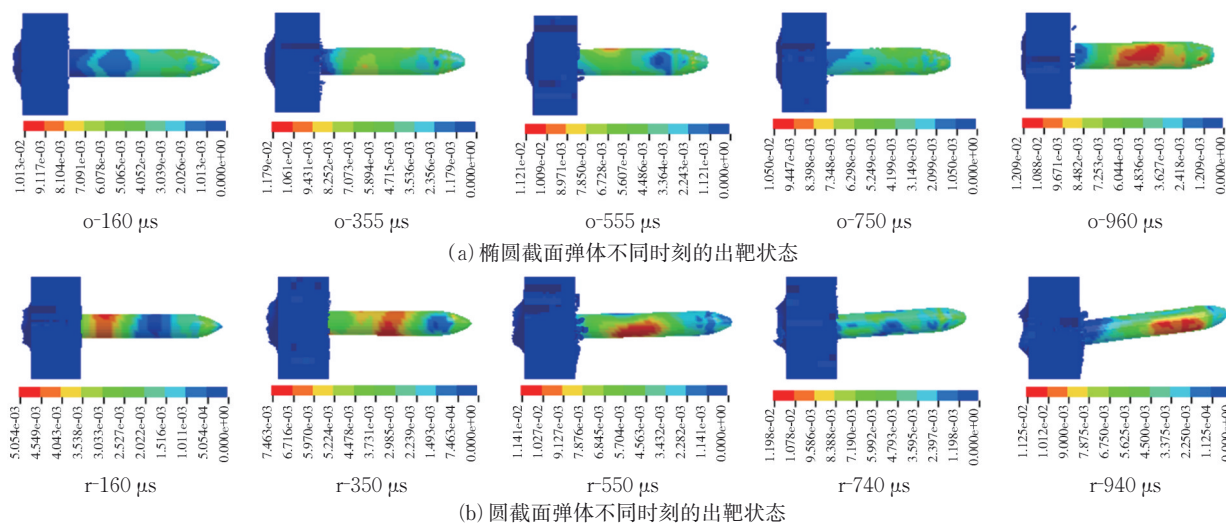 1.013e-02 9.117e-03 8.104e-03 7.091e-03 6.078e-03 5.065e-03 4.052e-03 3.039e-03 2.026e-03 1.013e-03 0.000e+00
1.179e-02 1.061e-02 9.431e-03 8.252e-03 7.073e-03 5.894e-03 4.715e-03 3.536e-03 2.356e-03 1.179e-03 0.000e+00
1.121e-02 1.009e-02 8.971e-03 7.850e-03 6.728e-03 5.607e-03 4.486e-03 3.364e-03 2.243e-03 1.121e-03 0.000e+00
1.050e-02 9.447e-03 8.398e-03 7.348e-03 6.298e-03 5.249e-03 4.199e-03 3.149e-03 2.099e-03 1.050e-03 0.000e+00
1.209e-02 1.088e-02 9.671e-03 8.482e-03 7.253e-03 6.044e-03 4.836e-03 3.627e-03 2.418e-03 1.209e-03 0.000e+00
o-160 μs o-355 μs o-555 μs o-750 μs o-960 μs
(a) 椭圆截面弹体不同时刻的出靶状态
5.054e-03 4.549e-03 4.043e-03 3.538e-03 3.033e-03 2.527e-03 2.022e-03 1.516e-03 1.011e-03 5.054e-04 0.000e+00
7.463e-03 6.716e-03 5.970e-03 5.224e-03 4.478e-03 3.731e-03 2.985e-03 2.239e-03 1.493e-03 7.463e-04 0.000e+00
1.141e-02 1.027e-02 9.127e-03 7.876e-03 6.845e-03 5.704e-03 4.563e-03 3.432e-03 2.282e-03 1.141e-03 0.000e+00
1.198e-02 1.078e-02 9.586e-03 8.388e-03 7.190e-03 5.992e-03 4.793e-03 3.595e-03 2.397e-03 1.198e-03 0.000e+00
1.125e-02 1.012e-02 9.000e-03 7.875e-03 6.750e-03 5.625e-03 4.500e-03 3.375e-03 2.250e-03 1.125e-04 0.000e+00
r-160 μs r-350 μs r-550 μs r-740 μs r-940 μs
(b) 圆截面弹体不同时刻的出靶状态